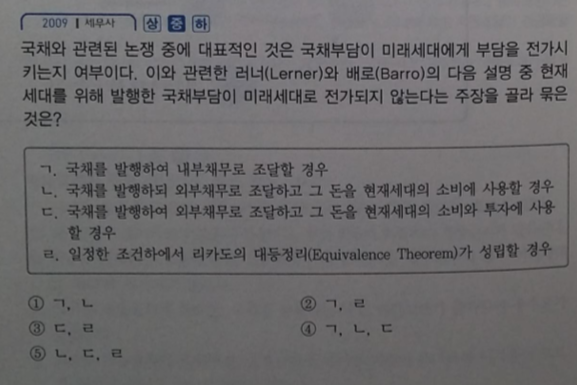 2009 | 세무사 상 중 하
국채와 관련된 논쟁 중에 대표적인 것은 국채부담이 미래세대에게 부담을 전가시
키는지 여부이다. 이와 관련한 러너(Lerner)와 배로(Barro)의 다음 설명 중 현재
세대를 위해 발행한 국채부담이 미래세대로 전가되지 않는다는 주장을 골라 묶은
것은?
ㄱ. 국채를 발행하여 내부채무로 조달할 경우
ㄴ. 국채를 발행하되 외부채무로 조달하고 그 돈을 현재세대의 소비에 사용할 경우
ㄷ. 국채를 발행하여 외부채무로 조달하고 그 돈을 현재세대의 소비와 투자에 사용
할 경우
ㄹ. 일정한 조건하에서 리카도의 대등정리(Equivalence Theorem)가 성립할 경우
① ㄱ, ㄴ ② ㄱ, ㄹ
③ ㄷ, ㄹ ④ ㄱ, ㄴ, ㄷ
⑤ ㄴ, ㄷ, ㄹ